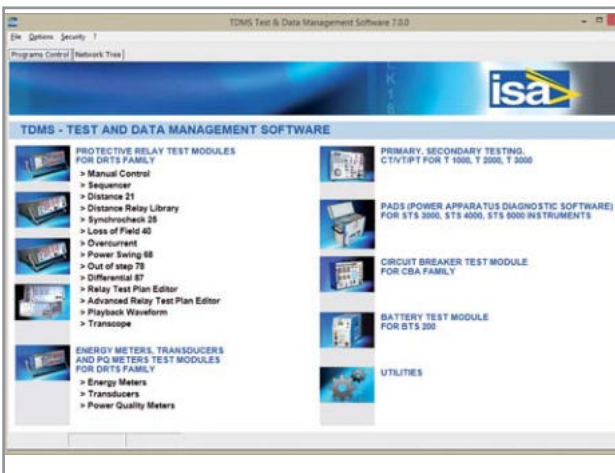 TDMS Test & Data Management Software 7.0.0
File Options Security ?
Programs Control Network Tree
isa
TDMS - TEST AND DATA MANAGEMENT SOFTWARE
PROTECTIVE RELAY TEST MODULES
FOR DRTS FAMILY
> Manual Control
> Sequencer
> Distance 21
> Distance Relay Library
> Synchrocheck 25
> Loss of Field 40
> Overcurrent
> Power Swing 68
> Out of step 78
> Differential 87
> Relay Test Plan Editor
> Advanced Relay Test Plan Editor
> Playback Waveform
> Transcope
ENERGY METERS, TRANSDUCERS
AND PQ METERS TEST MODULES
FOR DRTS FAMILY
> Energy Meters
> Transducers
> Power Quality Meters
PRIMARY, SECONDARY TESTING,
CT/VT/PT FOR T 1000, T 2000, T 3000
PADS (POWER APPARATUS DIAGNOSTIC SOFTWARE)
FOR STS 3000, STS 4000, STS 5000 INSTRUMENTS
CIRCUIT BREAKER TEST MODULE
FOR CBA FAMILY
BATTERY TEST MODULE
FOR BTS 200
UTILITIES